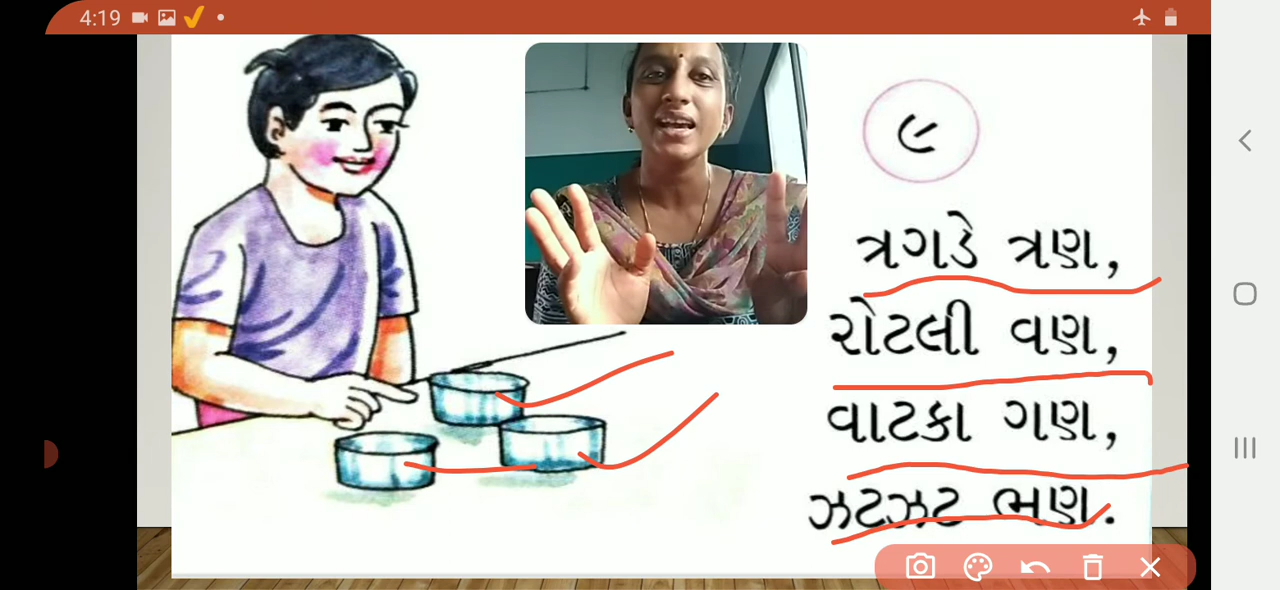 4:19
૯
ત્રગડે ત્રણ,
રોટલી વણ,
વાટકા ગણ,
ઝટઝટ ભણ.